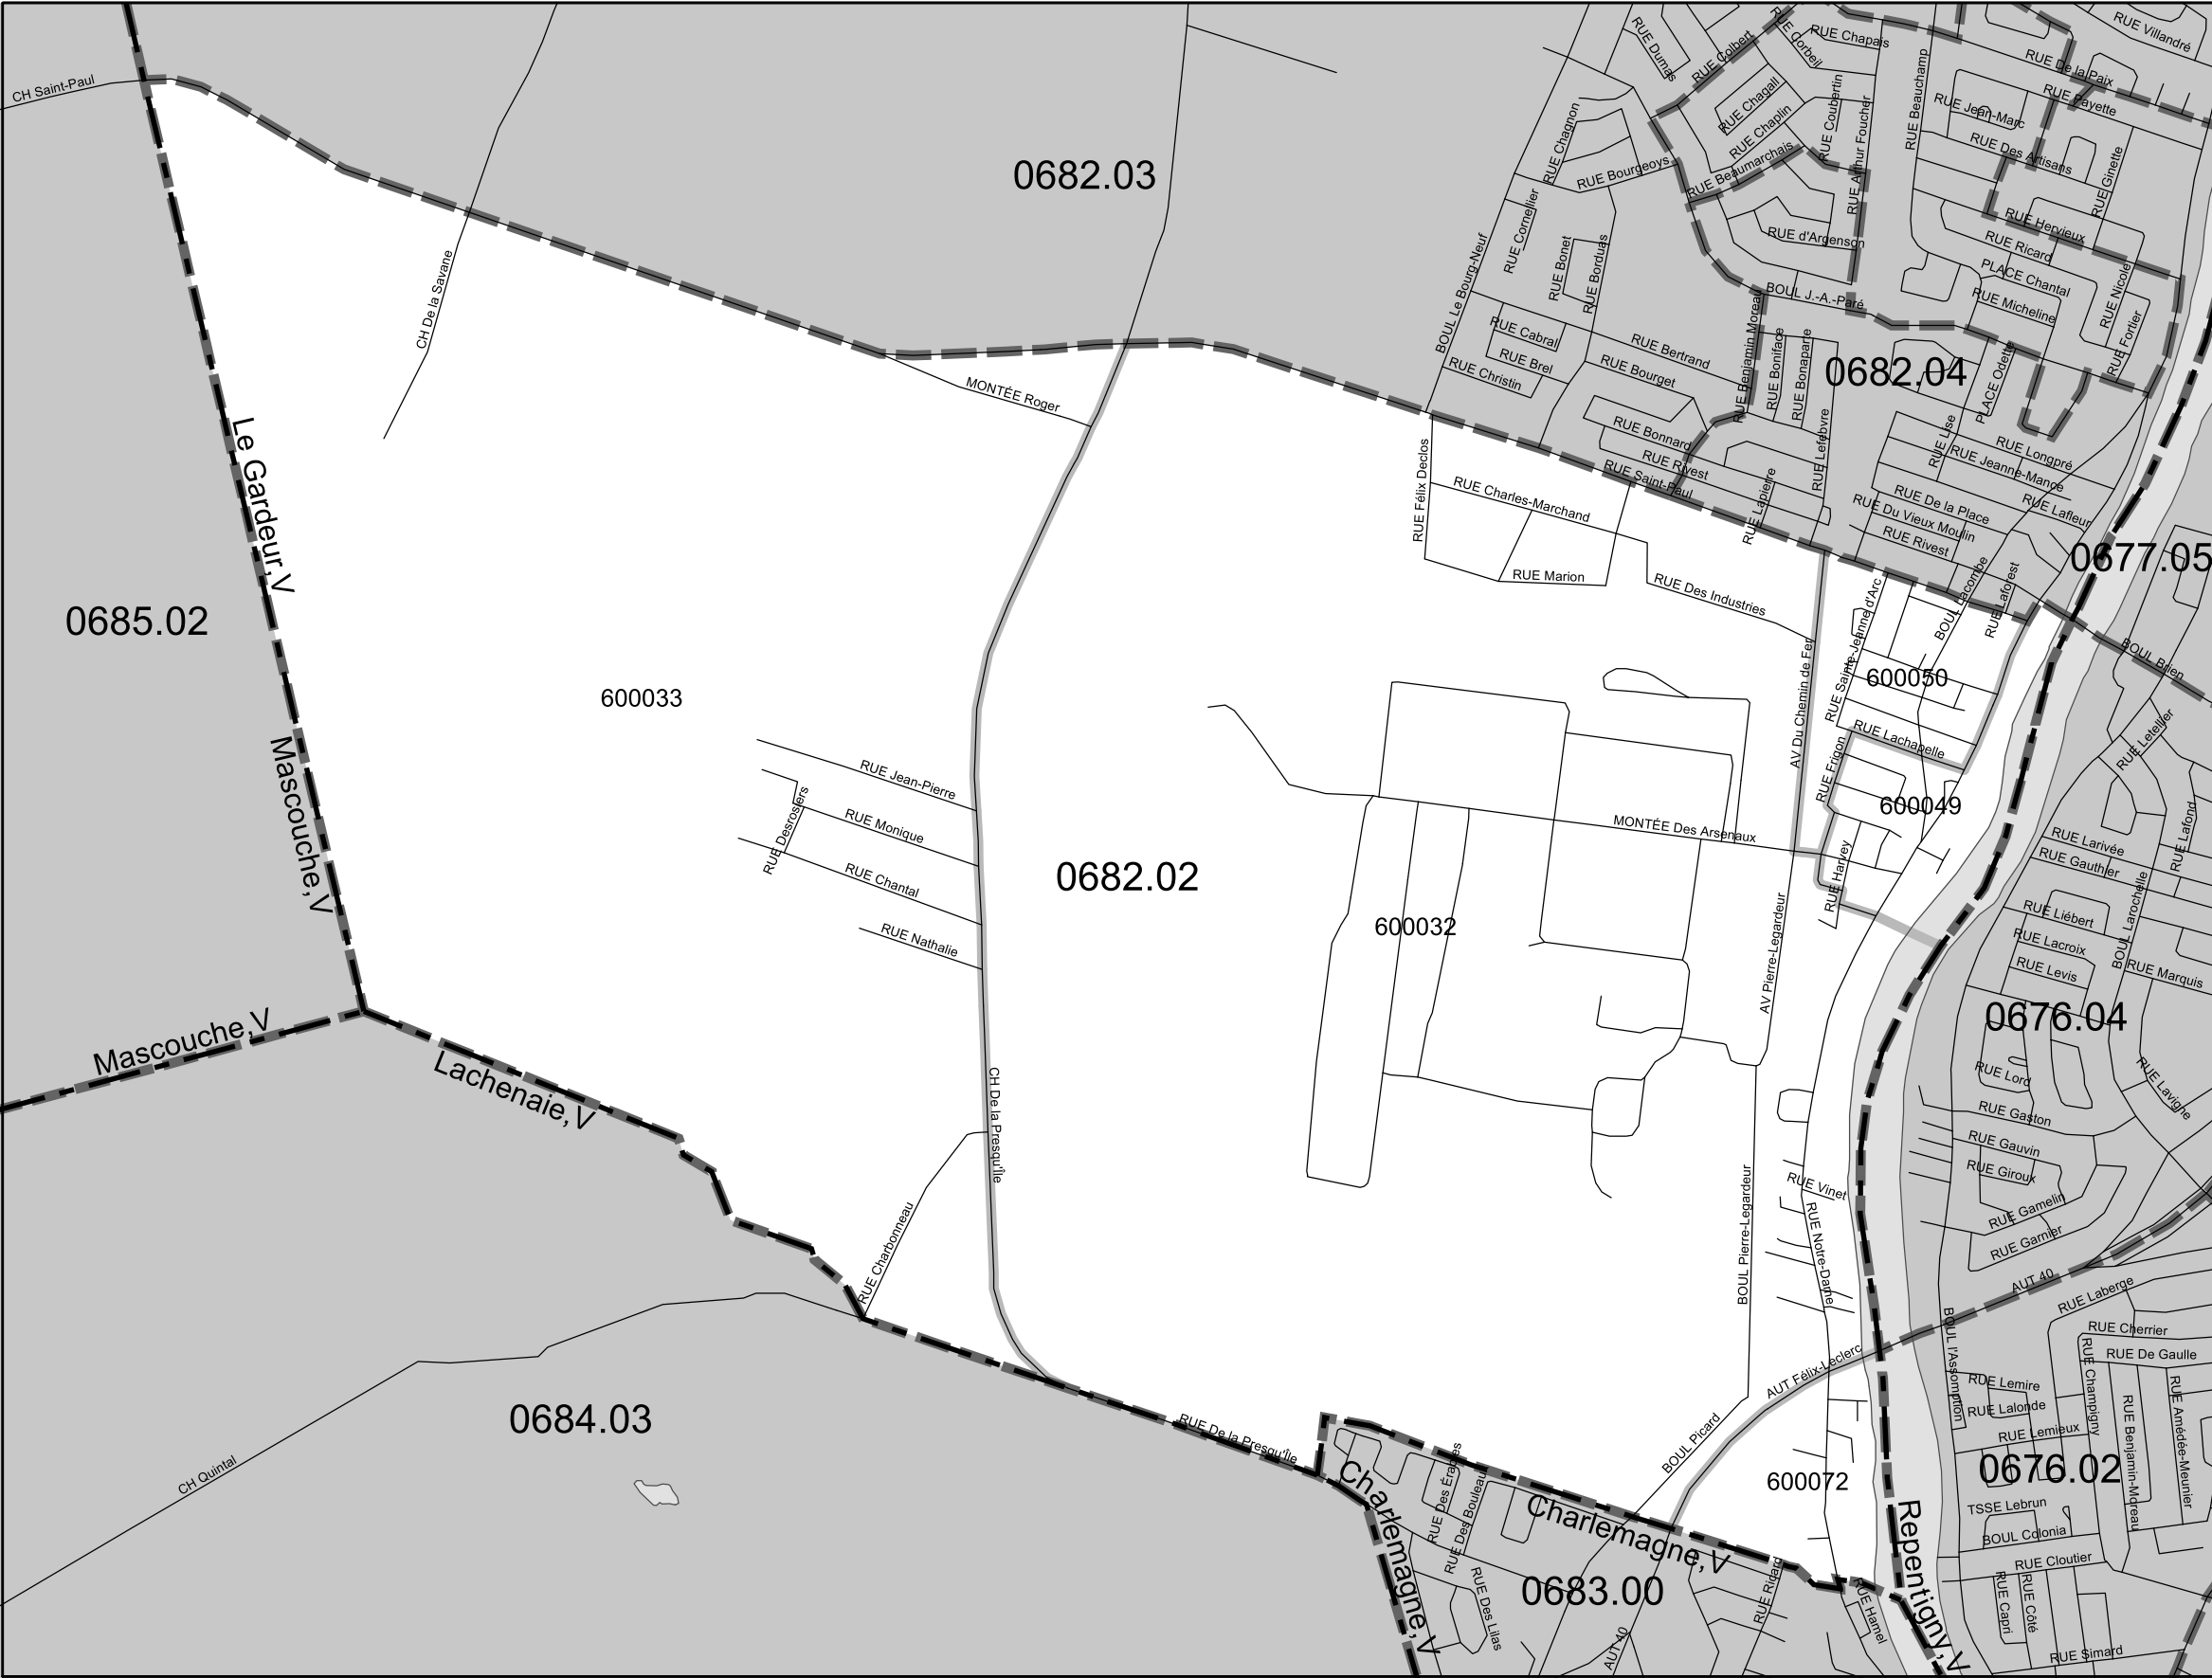 CH Saint-Paul
0682.03
RUE Dumas
RUE Colbert
RUE Corbeil
RUE Chapais
RUE Villandré
RUE De la Paix
RUE Payette
RUE Beauchamp
RUE Jean-Marc
RUE Des Artisans
RUE Ginette
RUE Chagall
RUE Chaplin
RUE Coubertin
RUE Arthur Foucher
RUE Beaumarchais
RUE Chagnon
RUE Bourgeoys
RUE Cornellier
RUE Bonet
RUE Borduas
RUE d'Argenson
RUE Hervieux
RUE Ricard
PLACE Chantal
RUE Micheline
RUE Nicole
RUE Fortier
BOUL J.-A.-Paré
BOUL Le Bourg-Neuf
RUE Cabral
RUE Brel
RUE Christin
RUE Bertrand
RUE Bourget
RUE Benjamin Moreau
RUE Boniface
RUE Bonaparte
0682.04
PLACE Odette
CH De la Savane
MONTÉE Roger
RUE Bonnard
RUE Rivest
RUE Saint-Paul
RUE Lapierre
RUE Lefebvre
RUE Lise
RUE Longpré
RUE Jeanne-Mance
RUE Lafleur
RUE De la Place
RUE Du Vieux Moulin
RUE Rivest
Le Gardeur,V
Mascouche,V
0685.02
600033
RUE Félix Declos
RUE Charles-Marchand
RUE Marion
RUE Des Industries
0677.05
BOUL Lacombe
RUE Laforest
RUE Sainte-Jeanne d'Arc
600050
BOUL Brien
AV Du Chemin de Fer
RUE Lachapelle
RUE Frigon
600049
RUE Letellier
RUE Lafond
RUE Jean-Pierre
RUE Monique
RUE Desrosiers
RUE Chantal
RUE Nathalie
0682.02
MONTÉE Des Arsenaux
RUE Harvey
600032
AV Pierre-Legardeur
RUE Larivée
RUE Gauthier
RUE Liébert
BOUL Larochelle
RUE Lacroix
RUE Levis
RUE Marquis
0676.04
Mascouche,V
Lachenaie,V
RUE Lord
RUE Lavigne
RUE Gaston
RUE Gauvin
RUE Giroux
RUE Gamelin
RUE Garnier
CH De la Presqu'Île
RUE Charbonneau
BOUL Pierre-Legardeur
RUE Vinet
RUE Notre-Dame
AUT 40
RUE Laberge
RUE Cherrier
RUE De Gaulle
BOUL l'Assomption
AUT Félix-Leclerc
RUE Lemire
RUE Lalonde
RUE Champigny
RUE Lemieux
RUE Benjamin-Moreau
RUE Amédée-Meunier
0676.02
0684.03
CH Quintal
RUE De la Presqu'Île
BOUL Picard
600072
Charlemagne,V
Charlemagne,V
RUE Des Érables
RUE Des Bouleaux
RUE Des Lilas
0683.00
RUE Ricard
AUT 40
RUE Hamel
Repentigny,V
TSSE Lebrun
BOUL Colonia
RUE Cloutier
RUE Capri
RUE Côté
RUE Simard